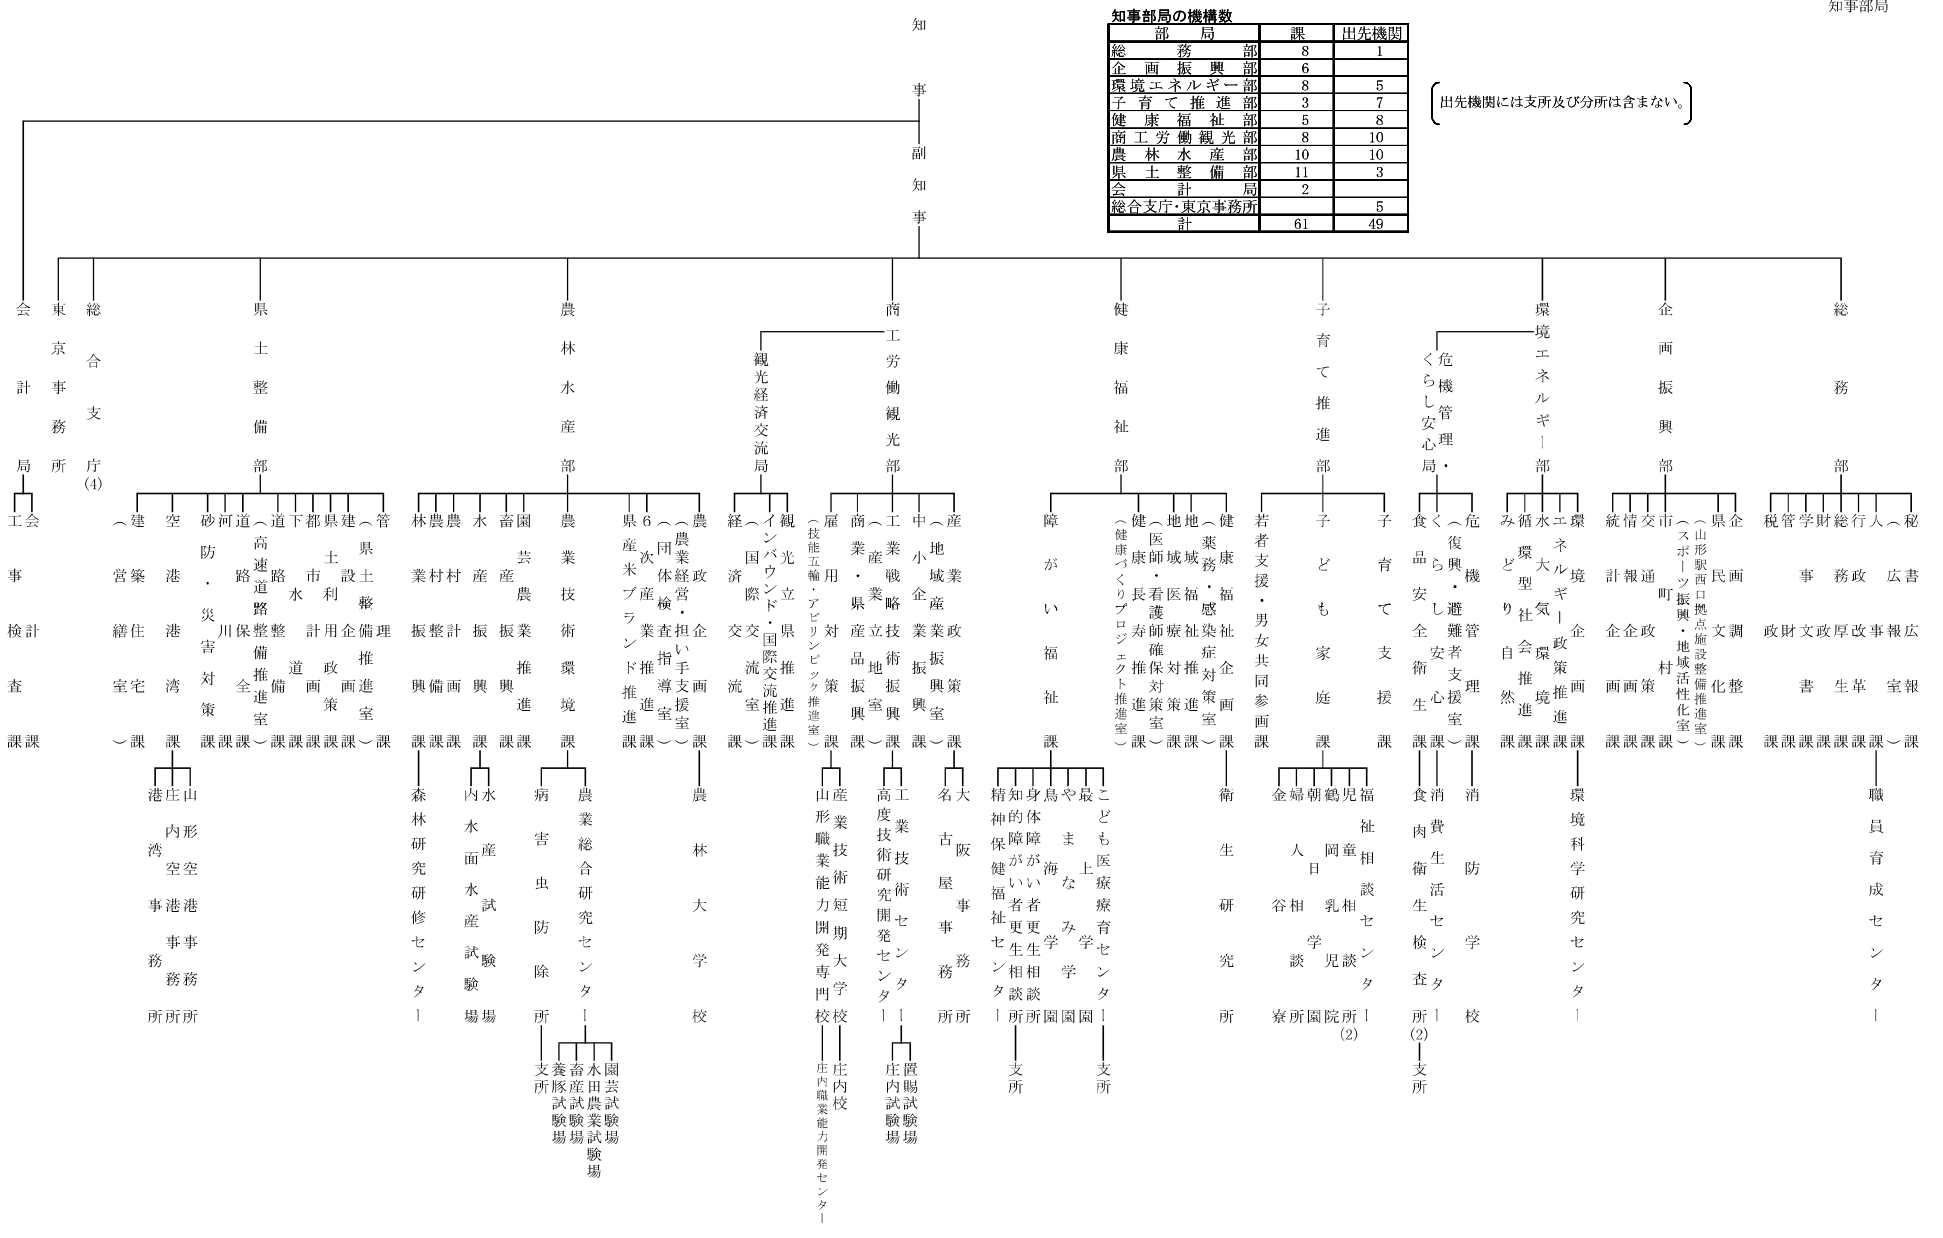 知事部局
知事部局の機構数
部局 課 出先機関
総務部 8 1
企画振興部 6
環境エネルギー部 8 5
子育て推進部 3 7
健康福祉部 5 8
商工労働観光部 8 10
農林水産部 10 10
県土整備部 11 3
会計局 2
総合支庁・東京事務所 5
計 61 49
出先機関には支所及び分所は含まない。
知事
副知事
総務部
企画振興部
環境エネルギー部
危機管理・
くらし安心局
子育て推進部
健康福祉部
商工労働観光部
観光経済交流局
農林水産部
県土整備部
総合支庁(4)
東京事務所
会計局
秘書広報課
(広報室)
人事課
行政改革課
総務厚生課
財政課
学事文書課
管財課
税政課
企画調整課
県民文化課
(山形駅西口拠点施設整備推進室)
(スポーツ振興・地域活性化室)
市町村課
交通政策課
情報企画課
統計企画課
環境企画課
エネルギー政策推進課
水大気環境課
循環型社会推進課
みどり自然課
危機管理課
(復興・避難者支援室)
くらし安心課
食品安全衛生課
子育て支援課
子ども家庭課
若者支援・男女共同参画課
健康福祉企画課
(薬務・感染症対策室)
地域福祉推進課
地域医療対策課
(医師・看護師確保対策室)
健康長寿推進課
(健康づくりプロジェクト推進室)
障がい福祉課
産業政策課
(地域産業振興室)
中小企業振興課
工業戦略技術振興課
(産業立地室)
商業・県産品振興課
雇用対策課
(技能五輪・アビリンピック推進室)
観光立県推進課
インバウンド・国際交流推進課
(国際交流室)
経済交流課
農政企画課
(農業経営・担い手支援室)
(団体検査指導室)
6次産業推進課
県産米ブランド推進課
農業技術環境課
園芸農業推進課
畜産振興課
水産振興課
農村計画課
農村整備課
林業振興課
管理課
(県土整備推進室)
建設企画課
県土利用政策課
都市計画課
下水道課
道路整備課
(高速道路整備推進室)
道路保全課
河川課
砂防・災害対策課
空港港湾課
建築住宅課
(営繕室)
会計課
工事検査課
職員育成センター
環境科学研究センター
消防学校
消費生活センター
食肉衛生検査所(2)
支所
福祉相談センター
児童相談所(2)
鶴岡乳児院
朝日学園
婦人相談所
金谷寮
衛生研究所
こども医療療育センター
支所
最上学園
やまなみ学園
鳥海学園
身体障がい者更生相談所
知的障がい者更生相談所
支所
精神保健福祉センター
大阪事務所
名古屋事務所
工業技術センター
置賜試験場
庄内試験場
高度技術研究開発センター
産業技術短期大学校
庄内校
山形職業能力開発専門校
庄内職業能力開発センター
農林大学校
農業総合研究センター
園芸試験場
水田農業試験場
畜産試験場
養豚試験場
病害虫防除所
支所
水産試験場
内水面水産試験場
森林研究研修センター
山形空港事務所
庄内空港事務所
港湾事務所